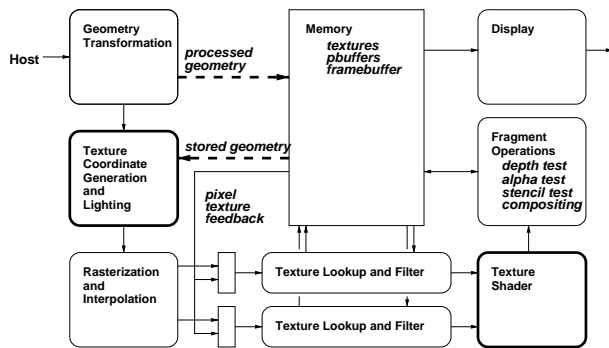 Host
Geometry
Transformation
processed
geometry
Memory
textures
pbuffers
framebuffer
Display
Texture
Coordinate
Generation
and
Lighting
stored geometry
pixel
texture
feedback
Fragment
Operations
depth test
alpha test
stencil test
compositing
Rasterization
and
Interpolation
Texture Lookup and Filter
Texture Lookup and Filter
Texture
Shader